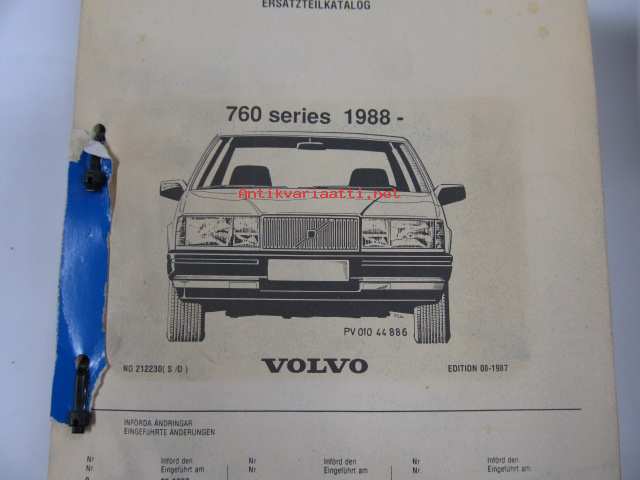 ERSATZTEILKATALOG
760 series 1988 -
Antikvariaatti.net
PV 010 44 886
NO 212230 ( S /D )
VOLVO
EDITION 00-1987
INFÖRDA ÄNDRINGAR
EINGEFÜHRTE ÄNDERUNGEN
Nr Införd den Nr Införd den Nr Införd den
Nr. Eingeführt am Nr. Eingeführt am Nr. Eingeführt am